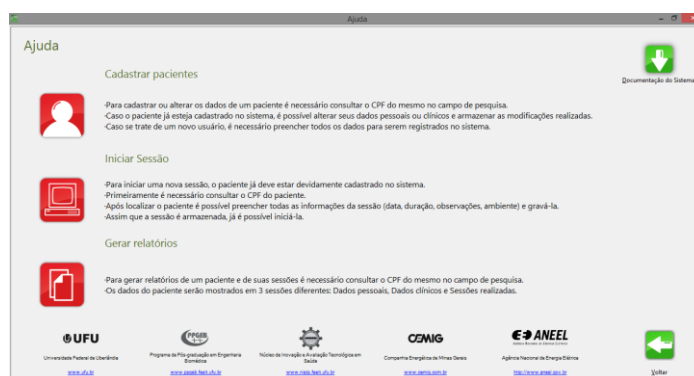 Ajuda
Ajuda
Documentação do Sistema
Cadastrar pacientes
·Para cadastrar ou alterar os dados de um paciente é necessário consultar o CPF do mesmo no campo de pesquisa.
·Caso o paciente já esteja cadastrado no sistema, é possível alterar seus dados pessoais ou clínicos e armazenar as modificações realizadas.
·Caso se trate de um novo usuário, é necessário preencher todos os dados para serem registrados no sistema.
Iniciar Sessão
·Para iniciar uma nova sessão, o paciente já deve estar devidamente cadastrado no sistema.
·Primeiramente é necessário consultar o CPF do paciente.
·Após localizar o paciente é possível preencher todas as informações da sessão (data, duração, observações, ambiente) e gravá-la.
·Assim que a sessão é armazenada, já é possível iniciá-la.
Gerar relatórios
·Para gerar relatórios de um paciente e de suas sessões é necessário consultar o CPF do mesmo no campo de pesquisa.
·Os dados do paciente serão mostrados em 3 sessões diferentes: Dados pessoais, Dados clínicos e Sessões realizadas.
UFU
PPGEB
CEMIG
ANEEL
Universidade Federal de Uberlândia
Programa de Pós-graduação em Engenharia Biomédica
Núcleo de Inovação e Avaliação Tecnológica em Saúde
Companhia Energética de Minas Gerais
Agência Nacional de Energia Elétrica
www.ufu.br
www.cemig.com.br
http://www.aneel.gov.br
Voltar